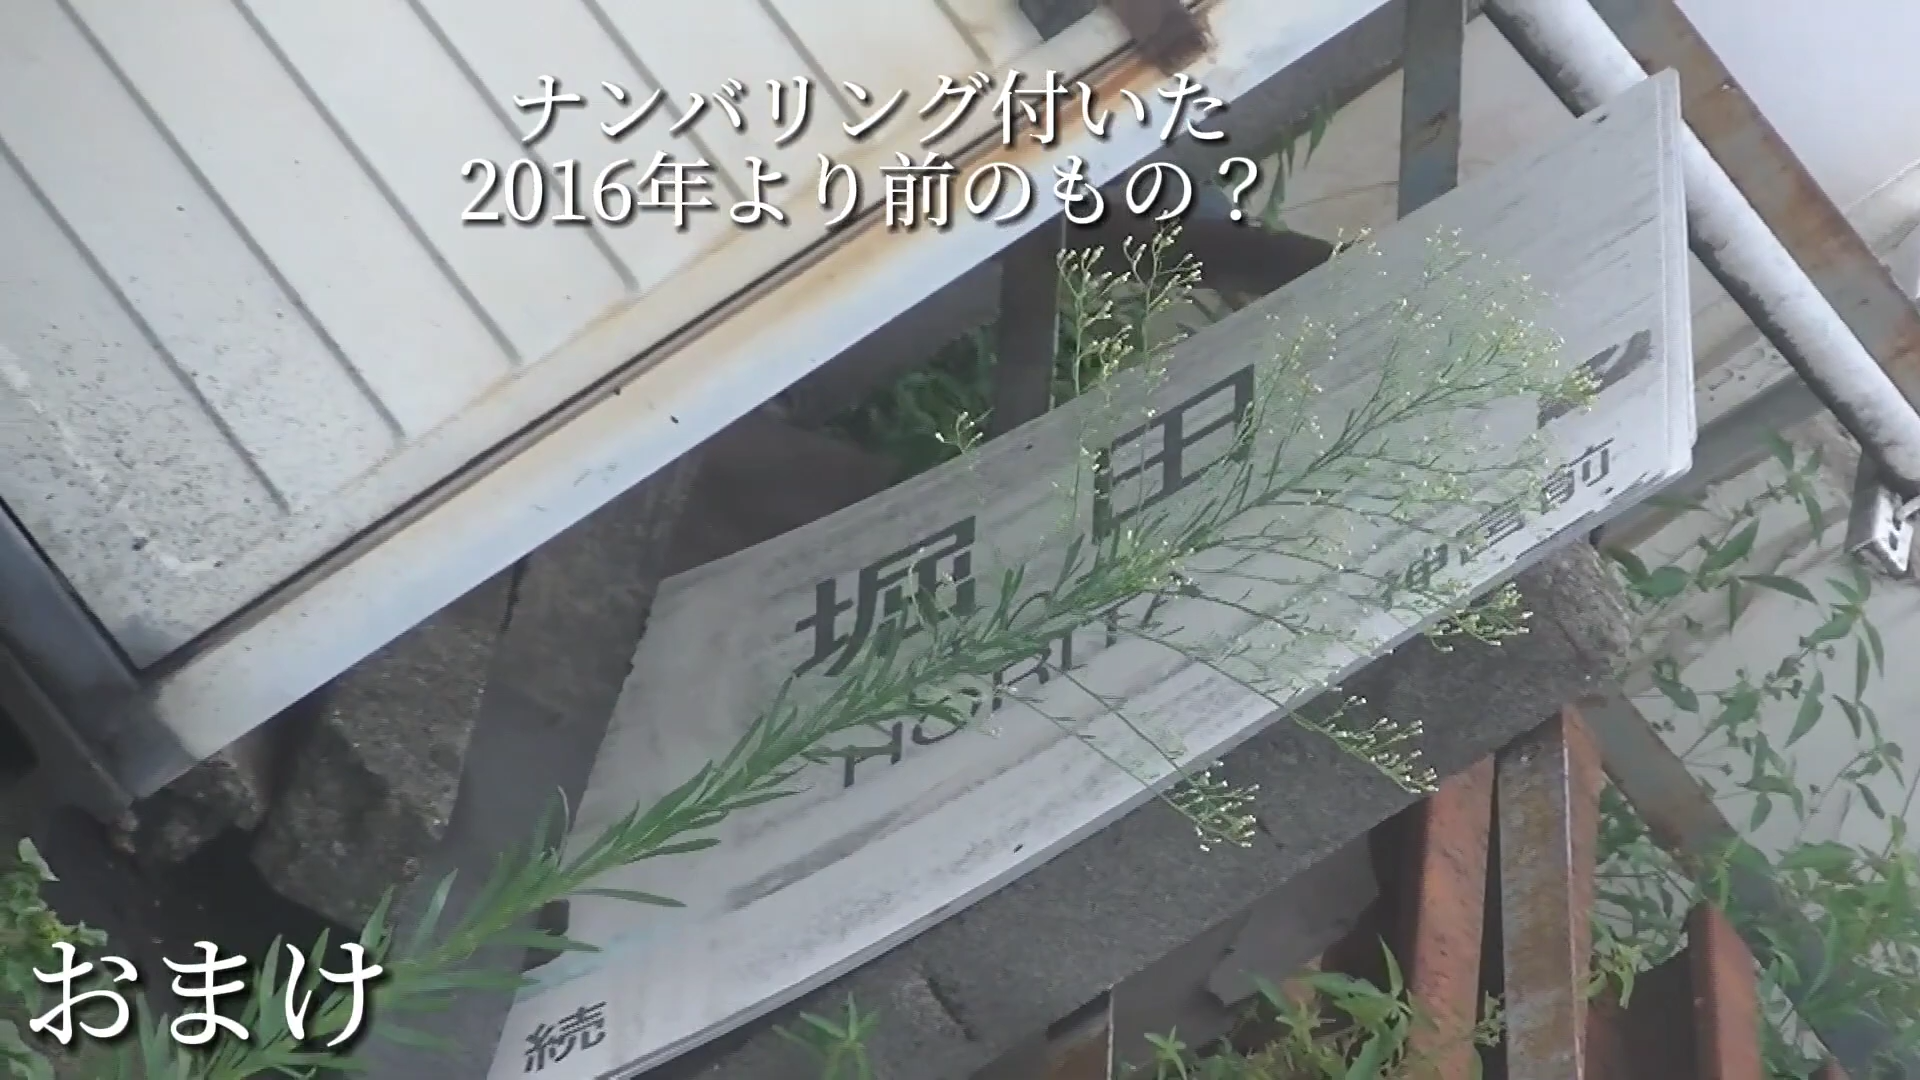 ナンバリング付いた
2016年より前のもの？
堀田
HORITA
神宮前
続
おまけ